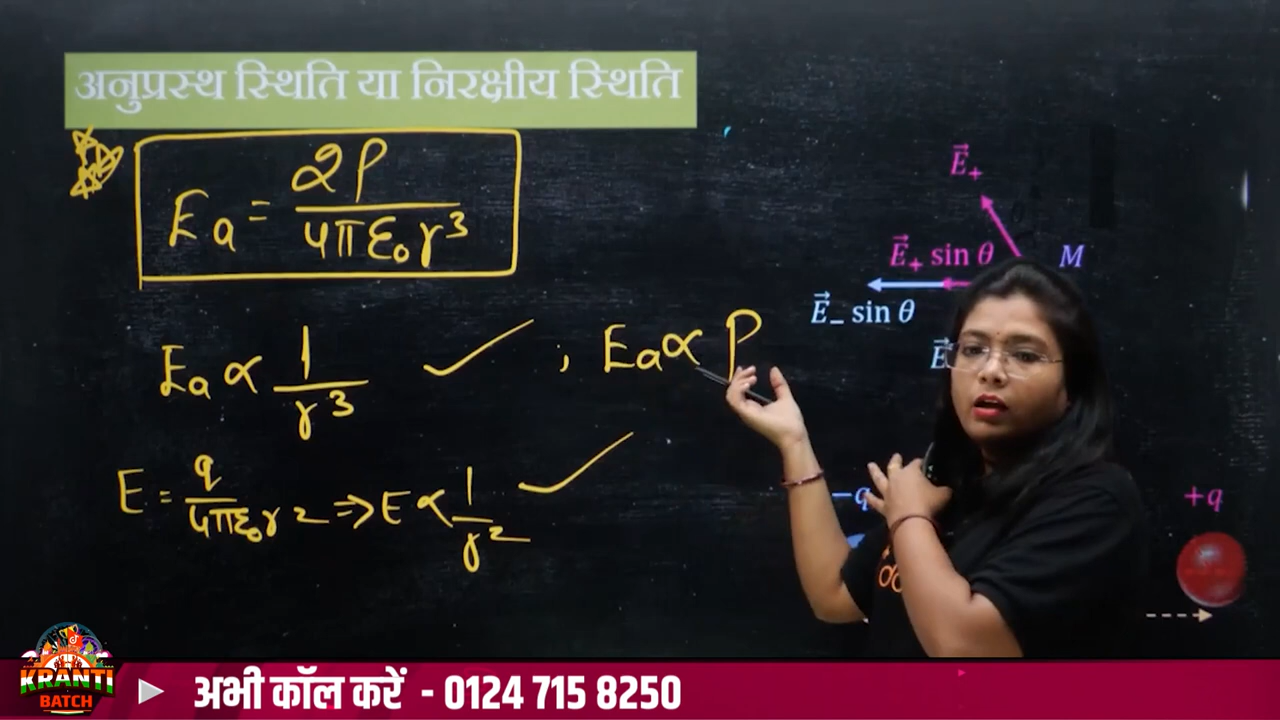 अनुप्रस्थ स्थिति या निरक्षीय स्थिति
Ea = 2P / 4πε₀r³
Ea ∝ 1/r³ , Ea ∝ P
E = q / 4πε₀r² ⇒ E ∝ 1/r²
E⃗₊
θ
E⃗₊ sin θ
M
E⃗₋ sin θ
E⃗
−q
+q
KRANTI
BATCH
अभी कॉल करें - 0124 715 8250